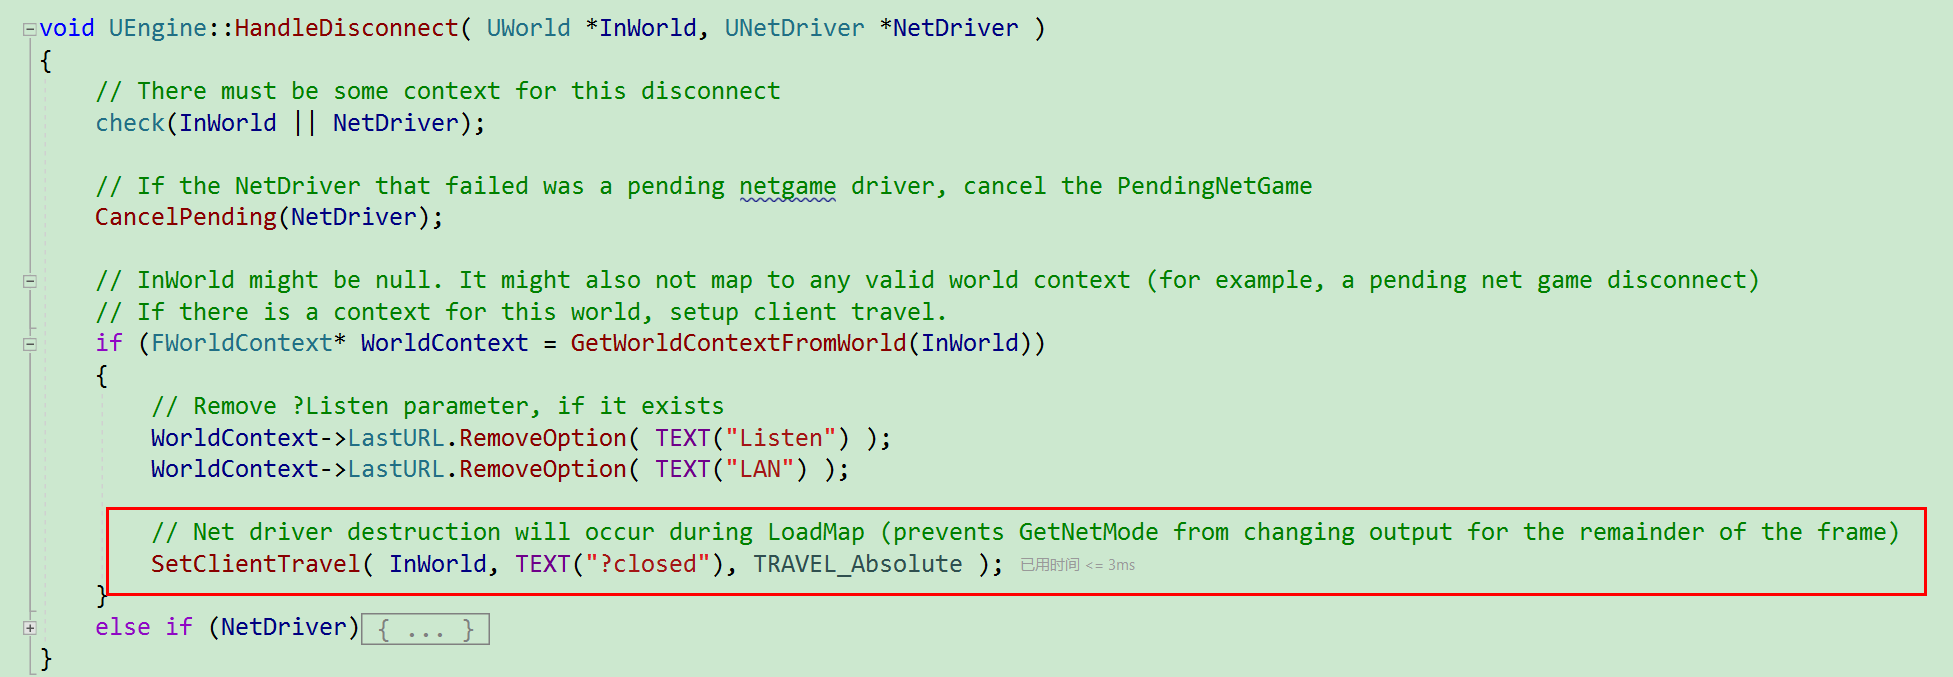 void UEngine::HandleDisconnect( UWorld *InWorld, UNetDriver *NetDriver )
{
// There must be some context for this disconnect
check(InWorld || NetDriver);
// If the NetDriver that failed was a pending netgame driver, cancel the PendingNetGame
CancelPending(NetDriver);
// InWorld might be null. It might also not map to any valid world context (for example, a pending net game disconnect)
// If there is a context for this world, setup client travel.
if (FWorldContext* WorldContext = GetWorldContextFromWorld(InWorld))
{
// Remove ?Listen parameter, if it exists
WorldContext->LastURL.RemoveOption( TEXT("Listen") );
WorldContext->LastURL.RemoveOption( TEXT("LAN") );
// Net driver destruction will occur during LoadMap (prevents GetNetMode from changing output for the remainder of the frame)
SetClientTravel( InWorld, TEXT("?closed"), TRAVEL_Absolute ); 已用时间 <= 3ms
}
else if (NetDriver){ ... }
}